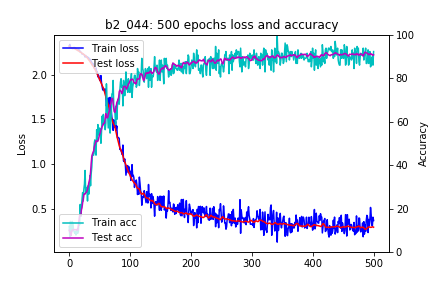 b2_044: 500 epochs loss and accuracy
Train loss
Test loss
Train acc
Test acc
Loss
2.0
1.5
1.0
0.5
Accuracy
100
80
60
40
20
0
0
100
200
300
400
500